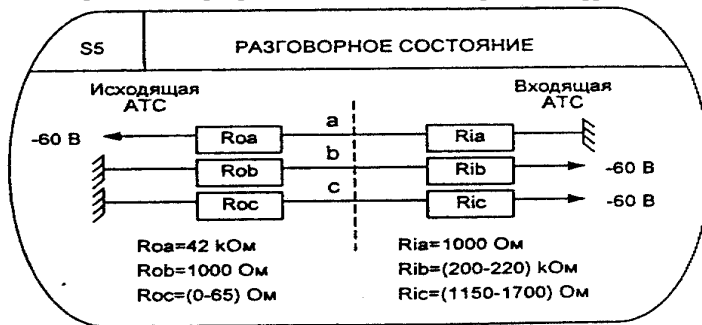 S5 РАЗГОВОРНОЕ СОСТОЯНИЕ
Исходящая АТС
Входящая АТС
a
-60 В Roa Ria
b
Rob Rib -60 В
c
Roc Ric -60 В
Roa=42 kОм Ria=1000 Ом
Rob=1000 Ом Rib=(200-220) kОм
Roc=(0-65) Ом Ric=(1150-1700) Ом